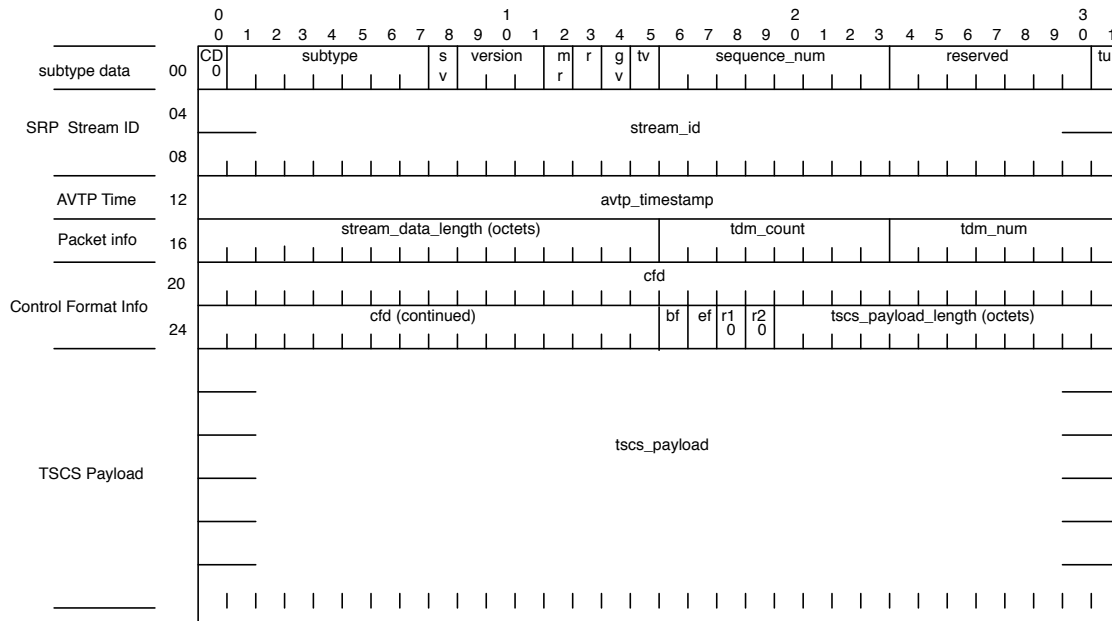 0 1 2 3
0 1 2 3 4 5 6 7 8 9 0 1 2 3 4 5 6 7 8 9 0 1 2 3 4 5 6 7 8 9 0 1
subtype data 00 CD 0 subtype s v version m r r g v tv sequence_num reserved tu
SRP Stream ID 04 08 stream_id
AVTP Time 12 avtp_timestamp
Packet info 16 stream_data_length (octets) tdm_count tdm_num
Control Format Info 20 cfd
24 cfd (continued) bf ef r1 0 r2 0 tscs_payload_length (octets)
TSCS Payload tscs_payload